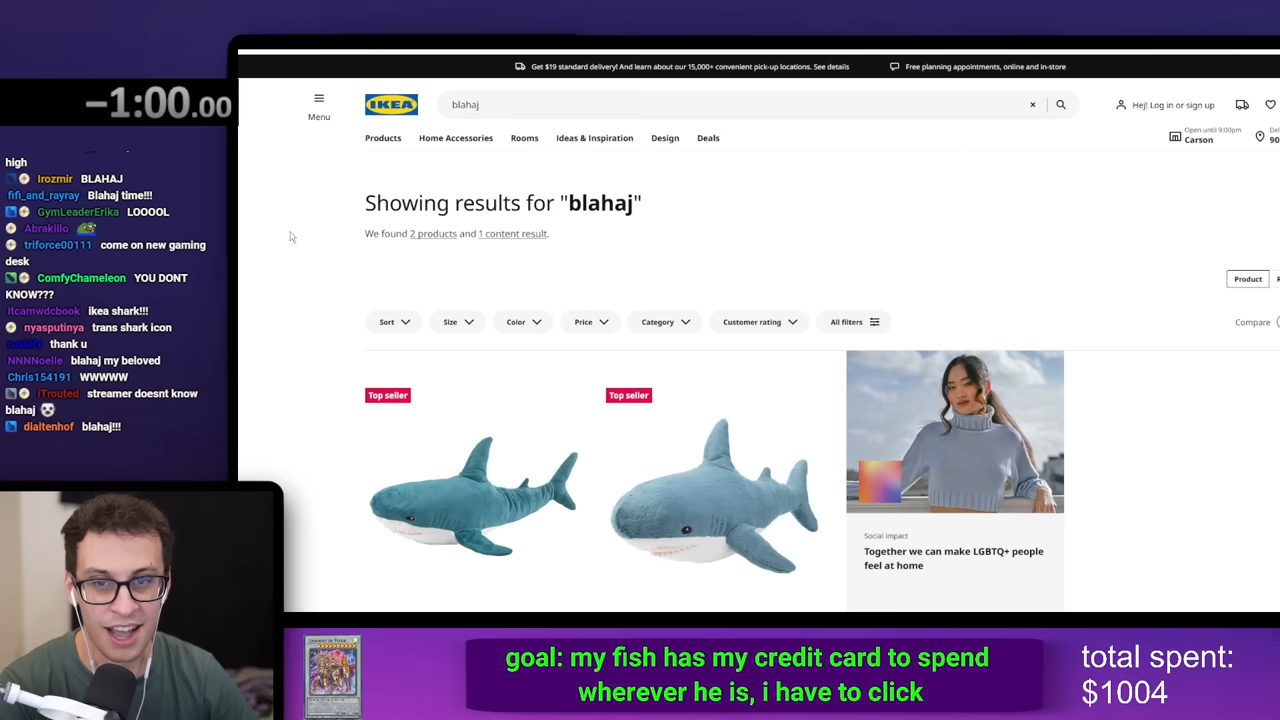 Get $19 standard delivery! And learn about our 15,000+ convenient pick-up locations. See details
Free planning appointments, online and in-store
−1:00.00
Menu
IKEA
blahaj
Hej! Log in or sign up
Products
Home Accessories
Rooms
Ideas & Inspiration
Design
Deals
Open until 9:00pm
Carson
Del
90
high
Irozmir BLAHAJ
fifi_and_rayray Blahaj time!!!
GymLeaderErika LOOOOL
Abrakillo
triforce00111 come on new gaming
desk
ComfyChameleon YOU DONT
KNOW???
itcamwdcbook ikea shark!!!
nyasputinya trans shark icon
thank u
NNNNoelle blahaj my beloved
Chris154191 WWWWW
iTrouted streamer doesnt know
blahaj
dialtenhof blahaj!!!
Showing results for "blahaj"
We found 2 products and 1 content result.
Product
Sort
Size
Color
Price
Category
Customer rating
All filters
Compare
Top seller
Top seller
Social impact
Together we can make LGBTQ+ people
feel at home
goal: my fish has my credit card to spend
wherever he is, i have to click
total spent:
$1004